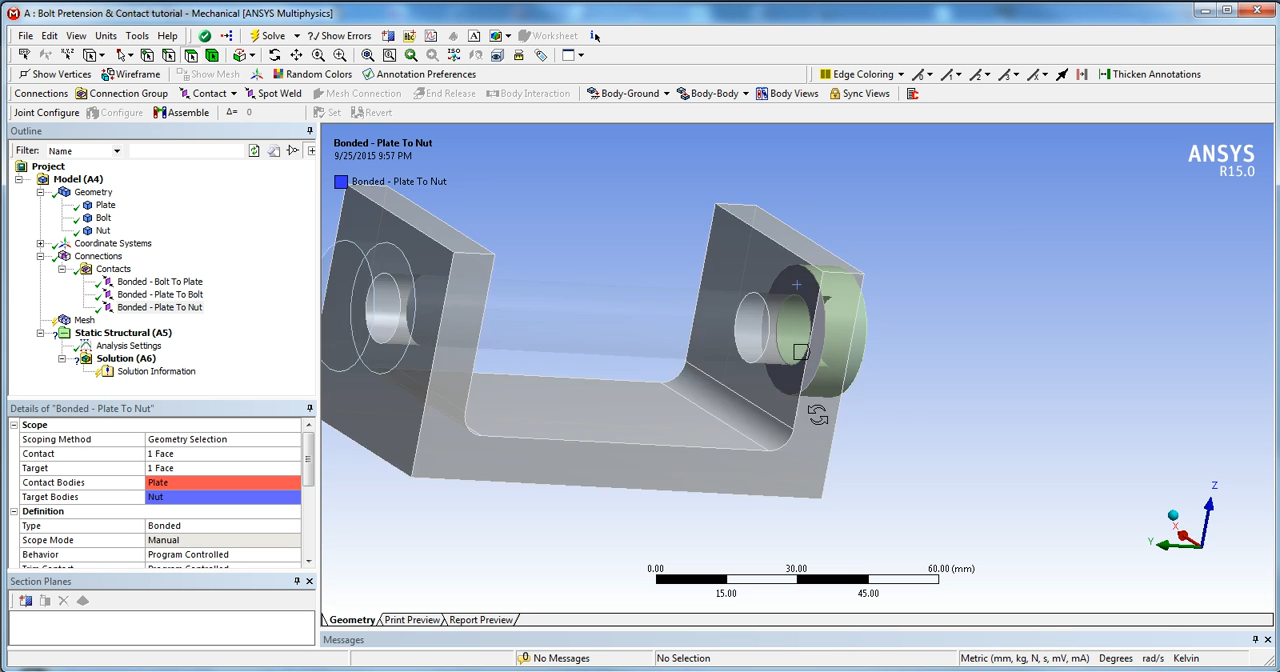 A : Bolt Pretension & Contact tutorial - Mechanical [ANSYS Multiphysics]
File Edit View Units Tools Help Solve ?/ Show Errors Worksheet
Show Vertices Wireframe Show Mesh Random Colors Annotation Preferences Edge Coloring Thicken Annotations
Connections Connection Group Contact Spot Weld Mesh Connection End Release Body Interaction Body-Ground Body-Body Body Views Sync Views
Joint Configure Configure Assemble Δ= 0 Set Revert
Outline
Filter: Name
Project
Model (A4)
Geometry
Plate
Bolt
Nut
Coordinate Systems
Connections
Contacts
Bonded - Bolt To Plate
Bonded - Plate To Bolt
Bonded - Plate To Nut
Mesh
Static Structural (A5)
Analysis Settings
Solution (A6)
Solution Information
Details of "Bonded - Plate To Nut"
Scope
Scoping Method Geometry Selection
Contact 1 Face
Target 1 Face
Contact Bodies Plate
Target Bodies Nut
Definition
Type Bonded
Scope Mode Manual
Behavior Program Controlled
Trim Contact Program Controlled
Section Planes
Bonded - Plate To Nut
9/25/2015 9:57 PM
Bonded - Plate To Nut
ANSYS
R15.0
Z
X
Y
0.00 30.00 60.00 (mm)
15.00 45.00
Geometry Print Preview Report Preview
Messages
No Messages No Selection Metric (mm, kg, N, s, mV, mA) Degrees rad/s Kelvin